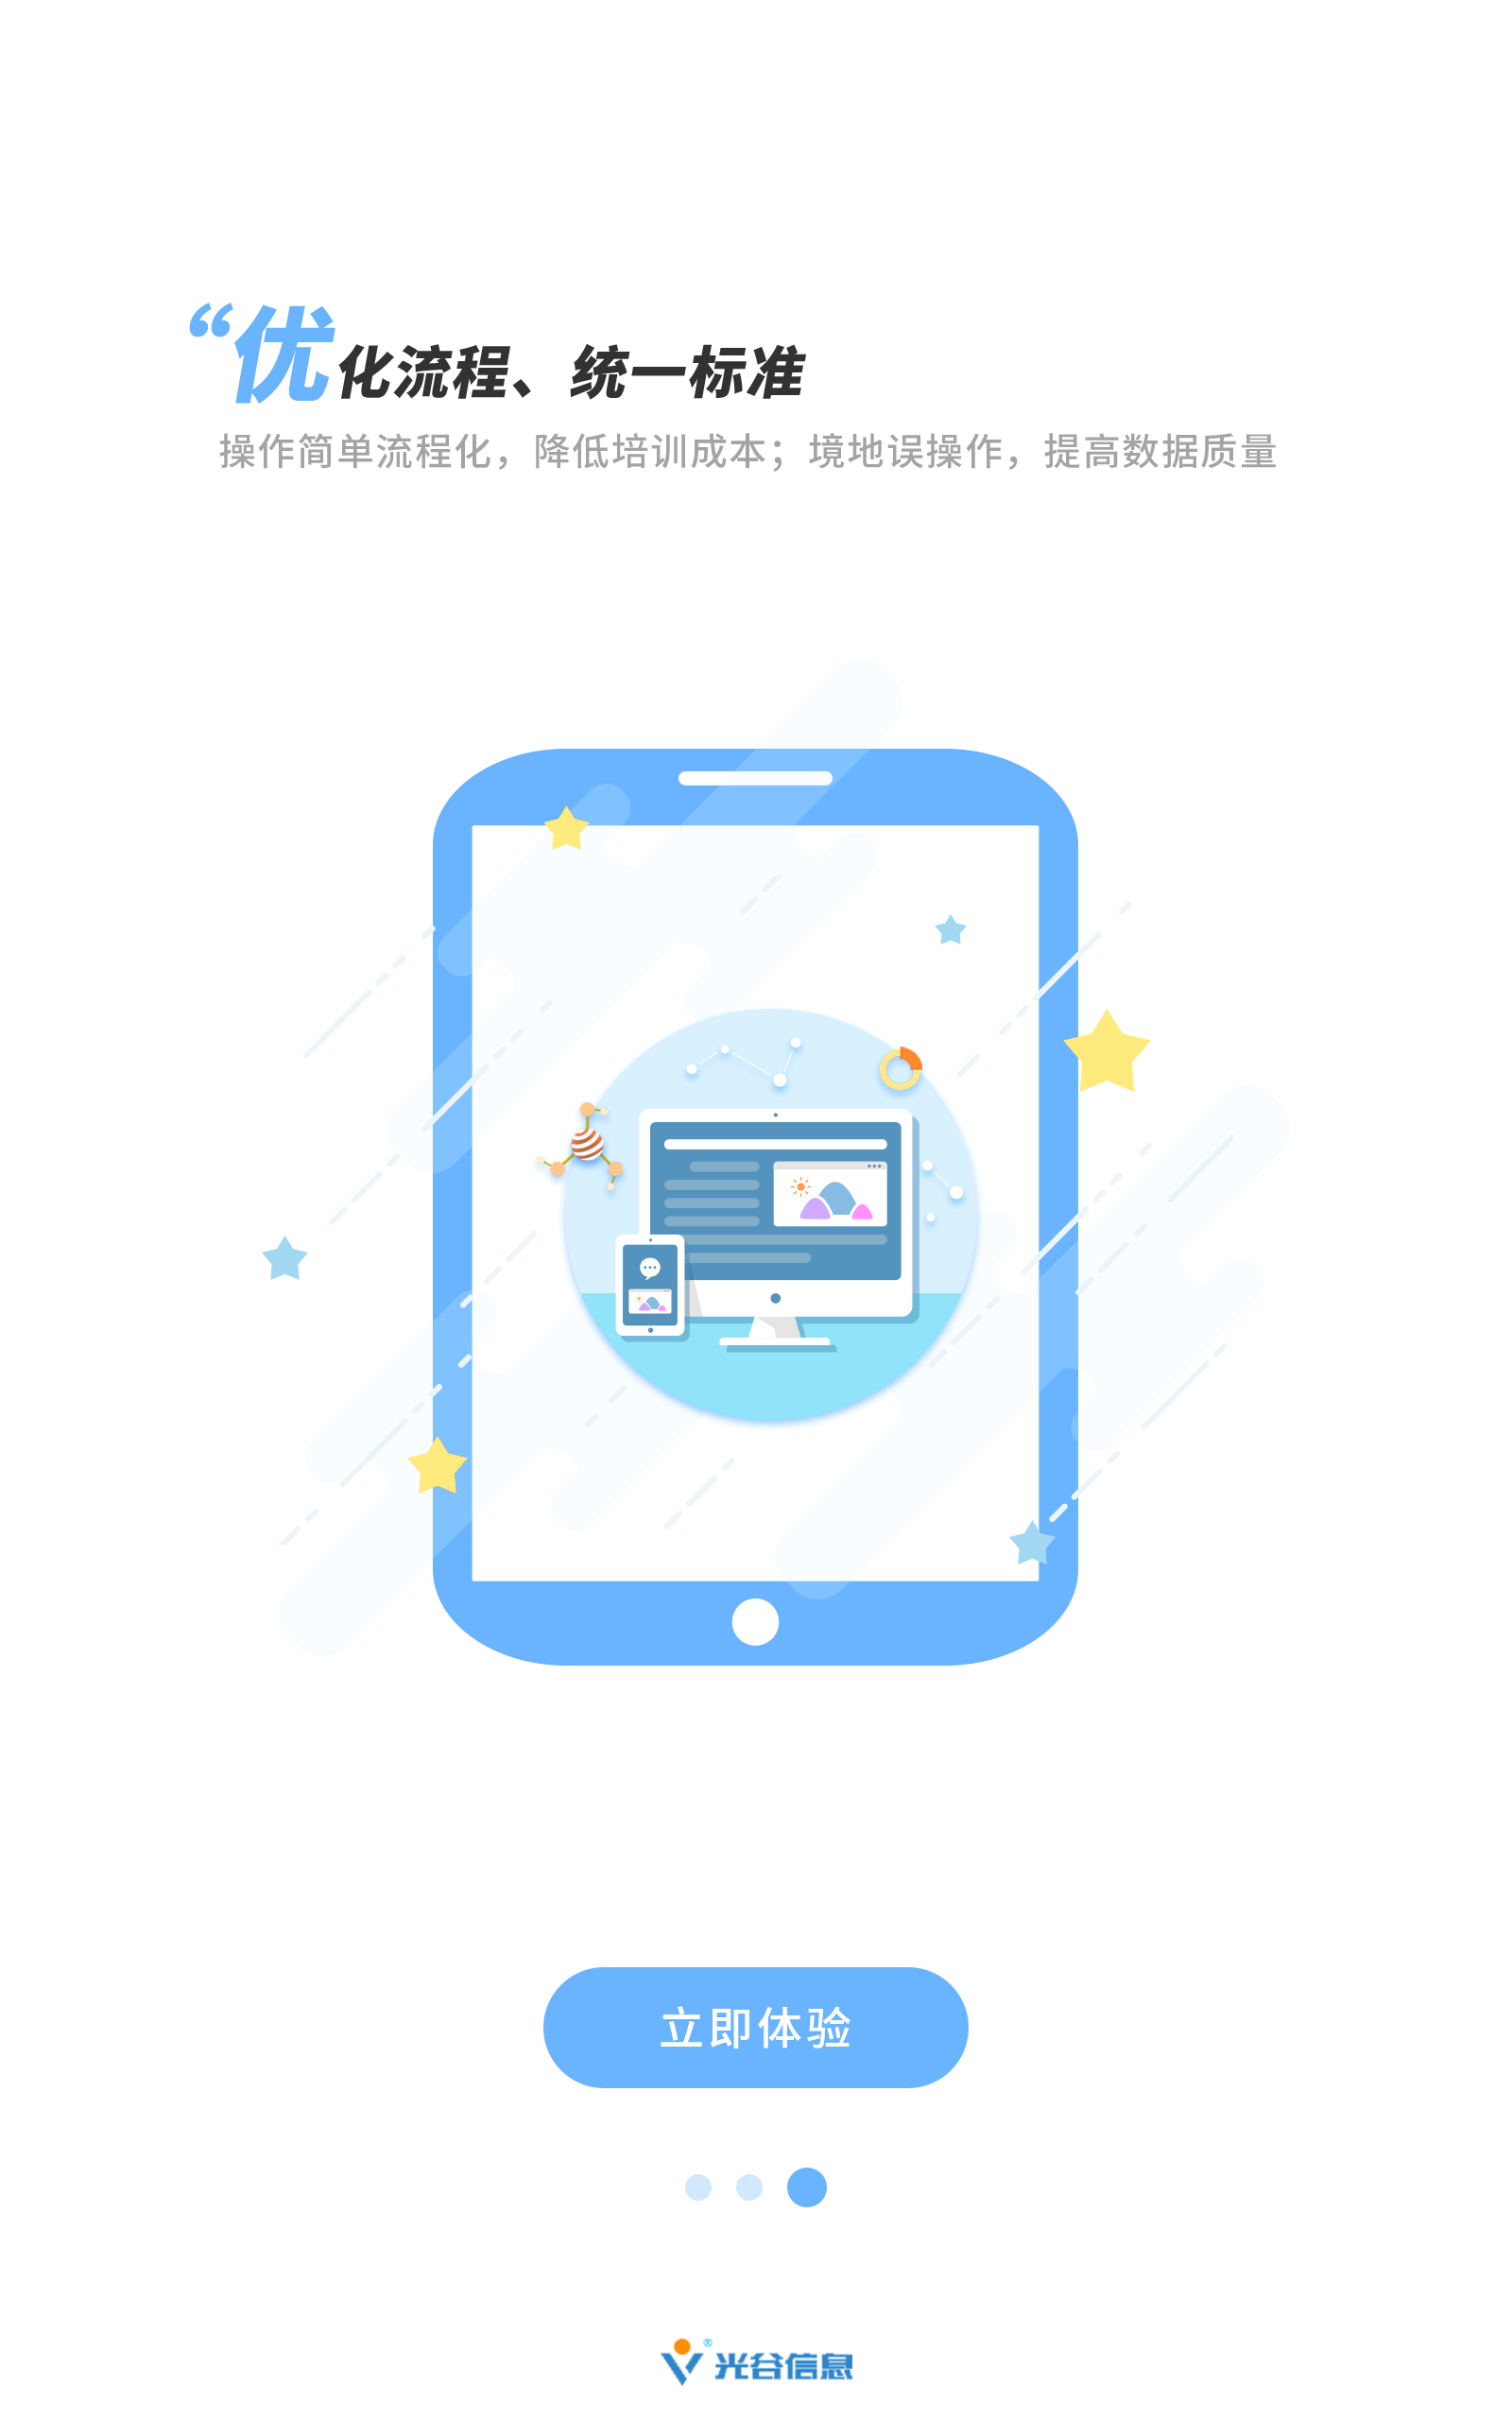 “优化流程、统一标准
操作简单流程化，降低培训成本；境地误操作，提高数据质量
立即体验
®
光谷信息